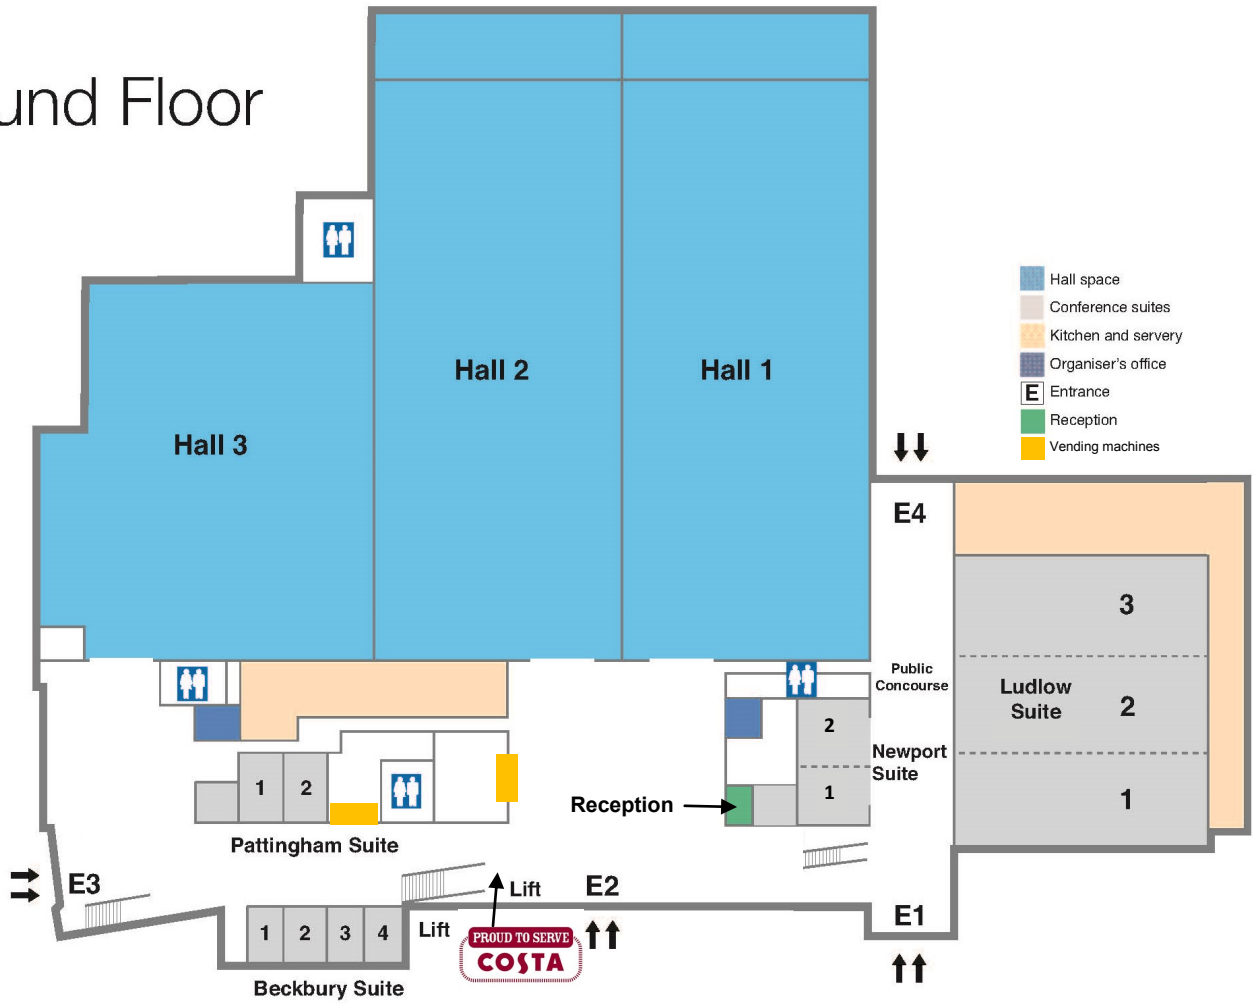 und Floor
Hall 2
Hall 1
Hall 3
Hall space
Conference suites
Kitchen and servery
Organiser's office
E Entrance
Reception
Vending machines
E4
3
Public
Concourse
Ludlow
Suite
2
2
Newport
Suite
1
1
1
2
Reception
Pattingham Suite
E3
Lift
E2
E1
1
2
3
4
Lift
PROUD TO SERVE
COSTA
Beckbury Suite